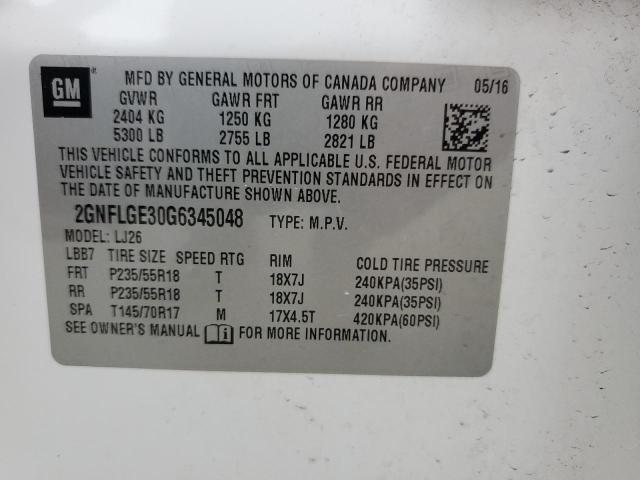 GM
MFD BY GENERAL MOTORS OF CANADA COMPANY 05/16
GVWR GAWR FRT GAWR RR
2404 KG 1250 KG 1280 KG
5300 LB 2755 LB 2821 LB
THIS VEHICLE CONFORMS TO ALL APPLICABLE U.S. FEDERAL MOTOR
VEHICLE SAFETY AND THEFT PREVENTION STANDARDS IN EFFECT ON
THE DATE OF MANUFACTURE SHOWN ABOVE.
2GNFLGE30G6345048 TYPE: M.P.V.
MODEL: LJ26
LBB7 TIRE SIZE SPEED RTG RIM COLD TIRE PRESSURE
FRT P235/55R18 T 18X7J 240KPA(35PSI)
RR P235/55R18 T 18X7J 240KPA(35PSI)
SPA T145/70R17 M 17X4.5T 420KPA(60PSI)
SEE OWNER'S MANUAL FOR MORE INFORMATION.